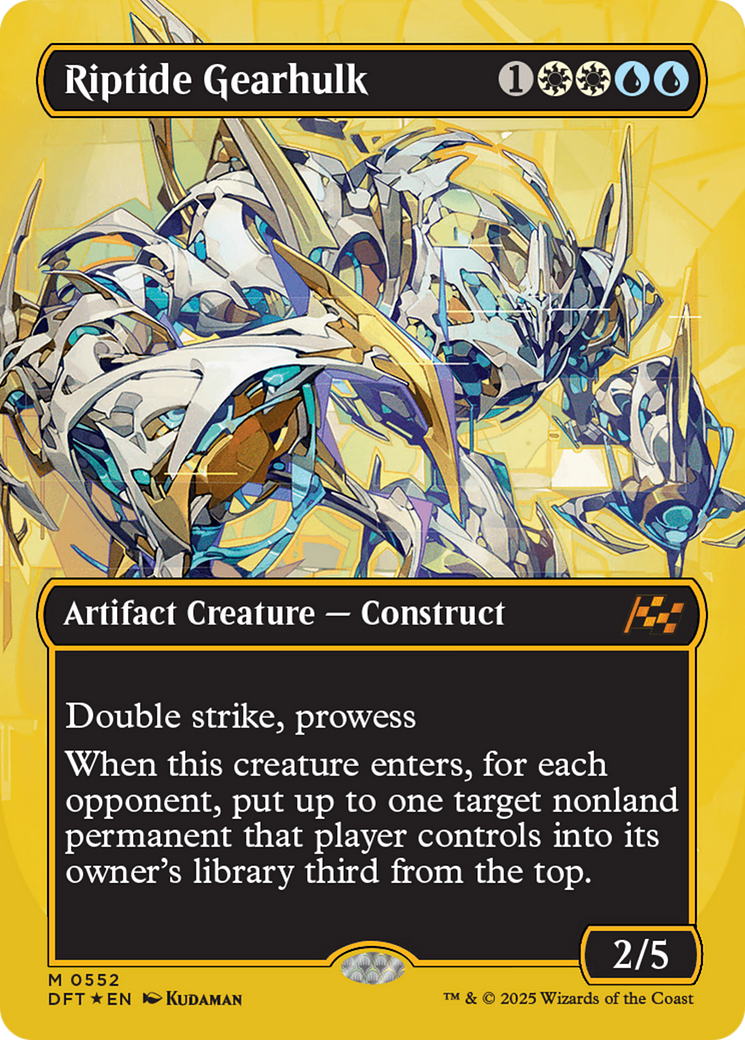 Riptide Gearhulk 1
Artifact Creature — Construct
Double strike, prowess
When this creature enters, for each
opponent, put up to one target nonland
permanent that player controls into its
owner's library third from the top.
2/5
M 0552
DFT ★ EN KUDAMAN
™ & © 2025 Wizards of the Coast